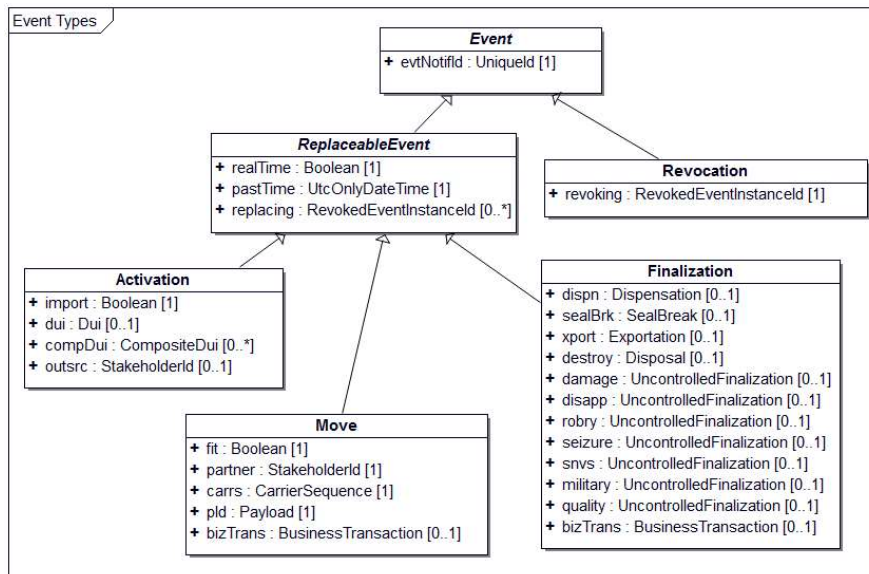 Event Types
Event
+ evtNotifId : UniqueId [1]
ReplaceableEvent
+ realTime : Boolean [1]
+ pastTime : UtcOnlyDateTime [1]
+ replacing : RevokedEventInstanceId [0..*]
Revocation
+ revoking : RevokedEventInstanceId [1]
Activation
+ import : Boolean [1]
+ dui : Dui [0..1]
+ compDui : CompositeDui [0..*]
+ outsrc : StakeholderId [0..1]
Move
+ fit : Boolean [1]
+ partner : StakeholderId [1]
+ carrs : CarrierSequence [1]
+ pld : Payload [1]
+ bizTrans : BusinessTransaction [0..1]
Finalization
+ dispn : Dispensation [0..1]
+ sealBrk : SealBreak [0..1]
+ xport : Exportation [0..1]
+ destroy : Disposal [0..1]
+ damage : UncontrolledFinalization [0..1]
+ disapp : UncontrolledFinalization [0..1]
+ robry : UncontrolledFinalization [0..1]
+ seizure : UncontrolledFinalization [0..1]
+ snvs : UncontrolledFinalization [0..1]
+ military : UncontrolledFinalization [0..1]
+ quality : UncontrolledFinalization [0..1]
+ bizTrans : BusinessTransaction [0..1]